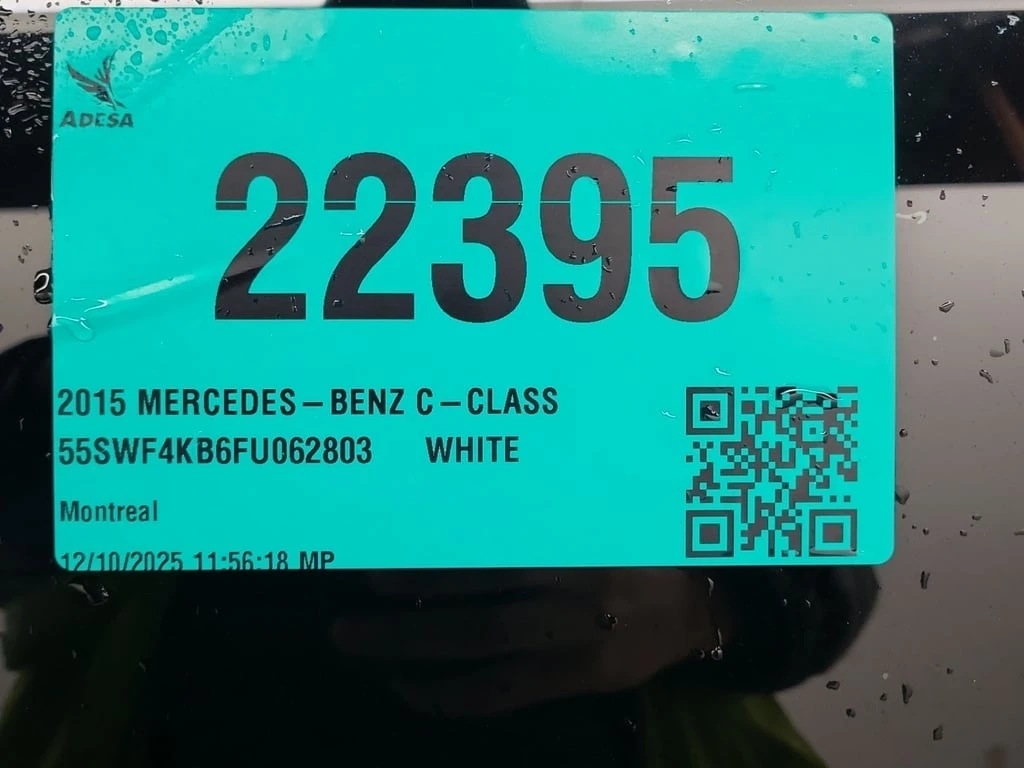 ADESA
22395
2015 MERCEDES-BENZ C-CLASS
55SWF4KB6FU062803 WHITE
Montreal
12/10/2025 11:56:18 MP